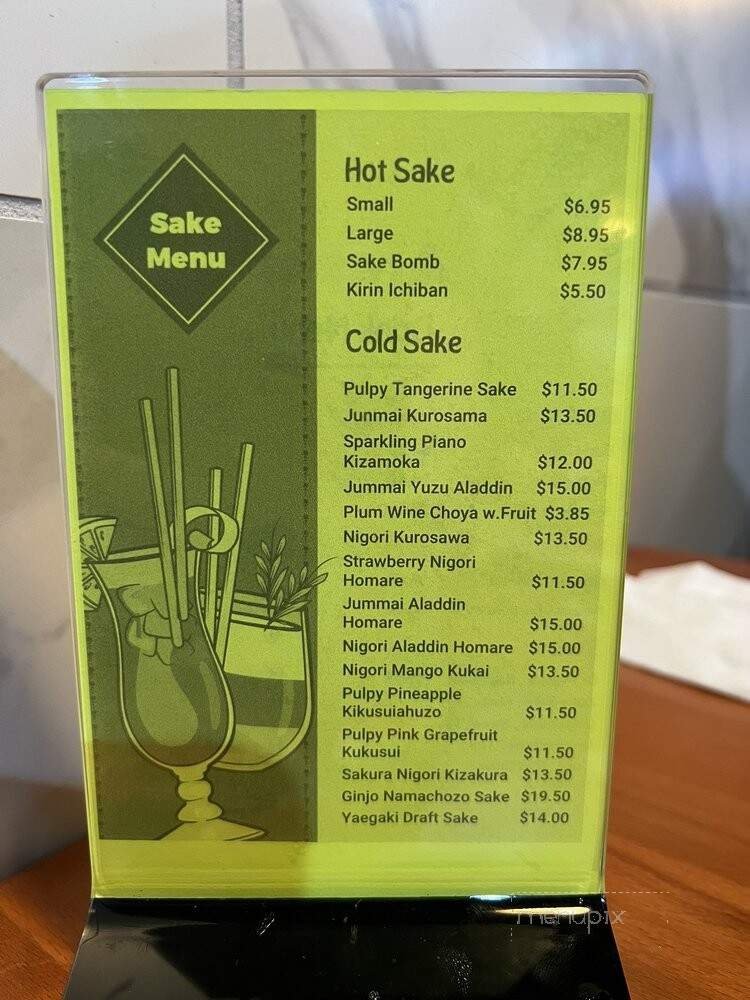 Sake
Menu
Hot Sake
Small $6.95
Large $8.95
Sake Bomb $7.95
Kirin Ichiban $5.50
Cold Sake
Pulpy Tangerine Sake $11.50
Junmai Kurosama $13.50
Sparkling Piano
Kizamoka $12.00
Jummai Yuzu Aladdin $15.00
Plum Wine Choya w.Fruit $3.85
Nigori Kurosawa $13.50
Strawberry Nigori
Homare $11.50
Jummai Aladdin
Homare $15.00
Nigori Aladdin Homare $15.00
Nigori Mango Kukai $13.50
Pulpy Pineapple
Kikusuiahuzo $11.50
Pulpy Pink Grapefruit
Kukusui $11.50
Sakura Nigori Kizakura $13.50
Ginjo Namachozo Sake $19.50
Yaegaki Draft Sake $14.00
menupix